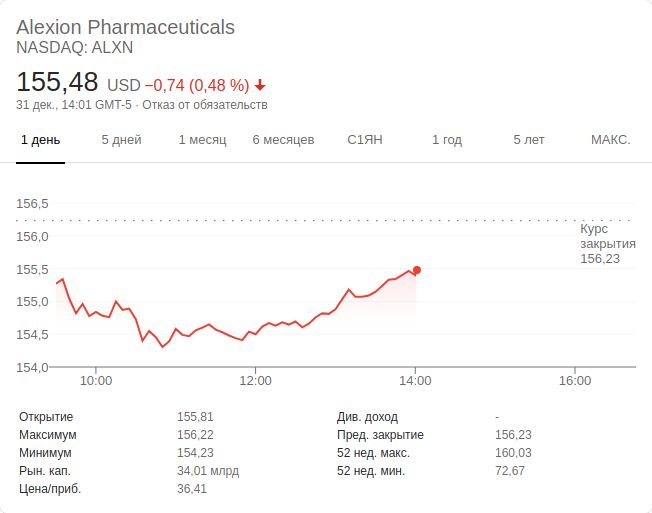 Alexion Pharmaceuticals
NASDAQ: ALXN
155,48 USD −0,74 (0,48 %)
31 дек., 14:01 GMT-5 · Отказ от обязательств
1 день 5 дней 1 месяц 6 месяцев С1ЯН 1 год 5 лет МАКС.
156,5
156,0
155,5
155,0
154,5
154,0
Курс
закрытия
156,23
10:00 12:00 14:00 16:00
Открытие 155,81 Див. доход -
Максимум 156,22 Пред. закрытие 156,23
Минимум 154,23 52 нед. макс. 160,03
Рын. кап. 34,01 млрд 52 нед. мин. 72,67
Цена/приб. 36,41